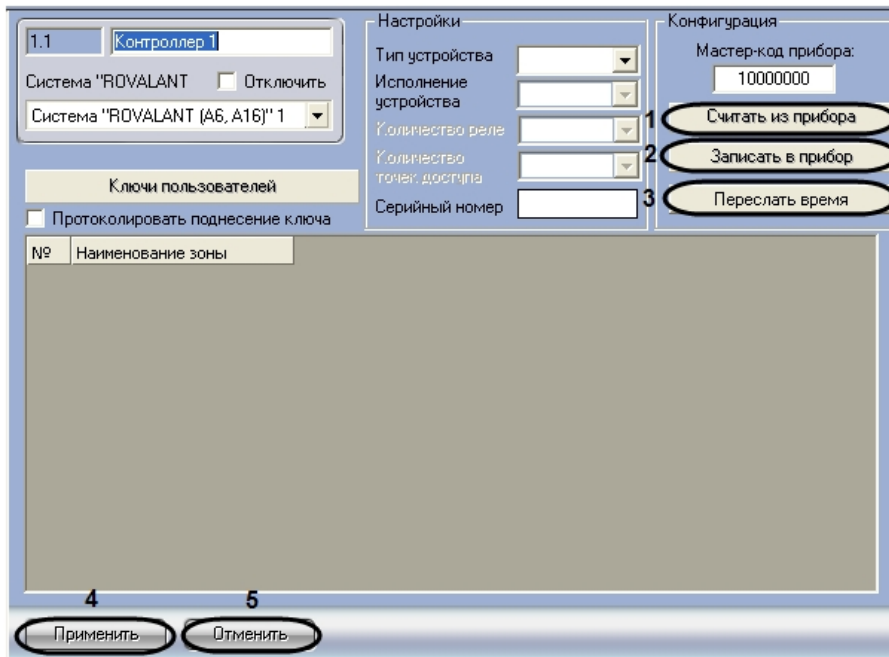 1.1
Контроллер 1
Система "ROVALANT
Отключить
Система "ROVALANT (А6, А16)" 1
Ключи пользователей
Протоколировать поднесение ключа
Настройки
Тип устройства
Исполнение
устройства
Количество реле
Количество
точек доступа
Серийный номер
Конфигурация
Мастер-код прибора:
10000000
1 Считать из прибора
2 Записать в прибор
3 Переслать время
№ Наименование зоны
4 5
Применить Отменить